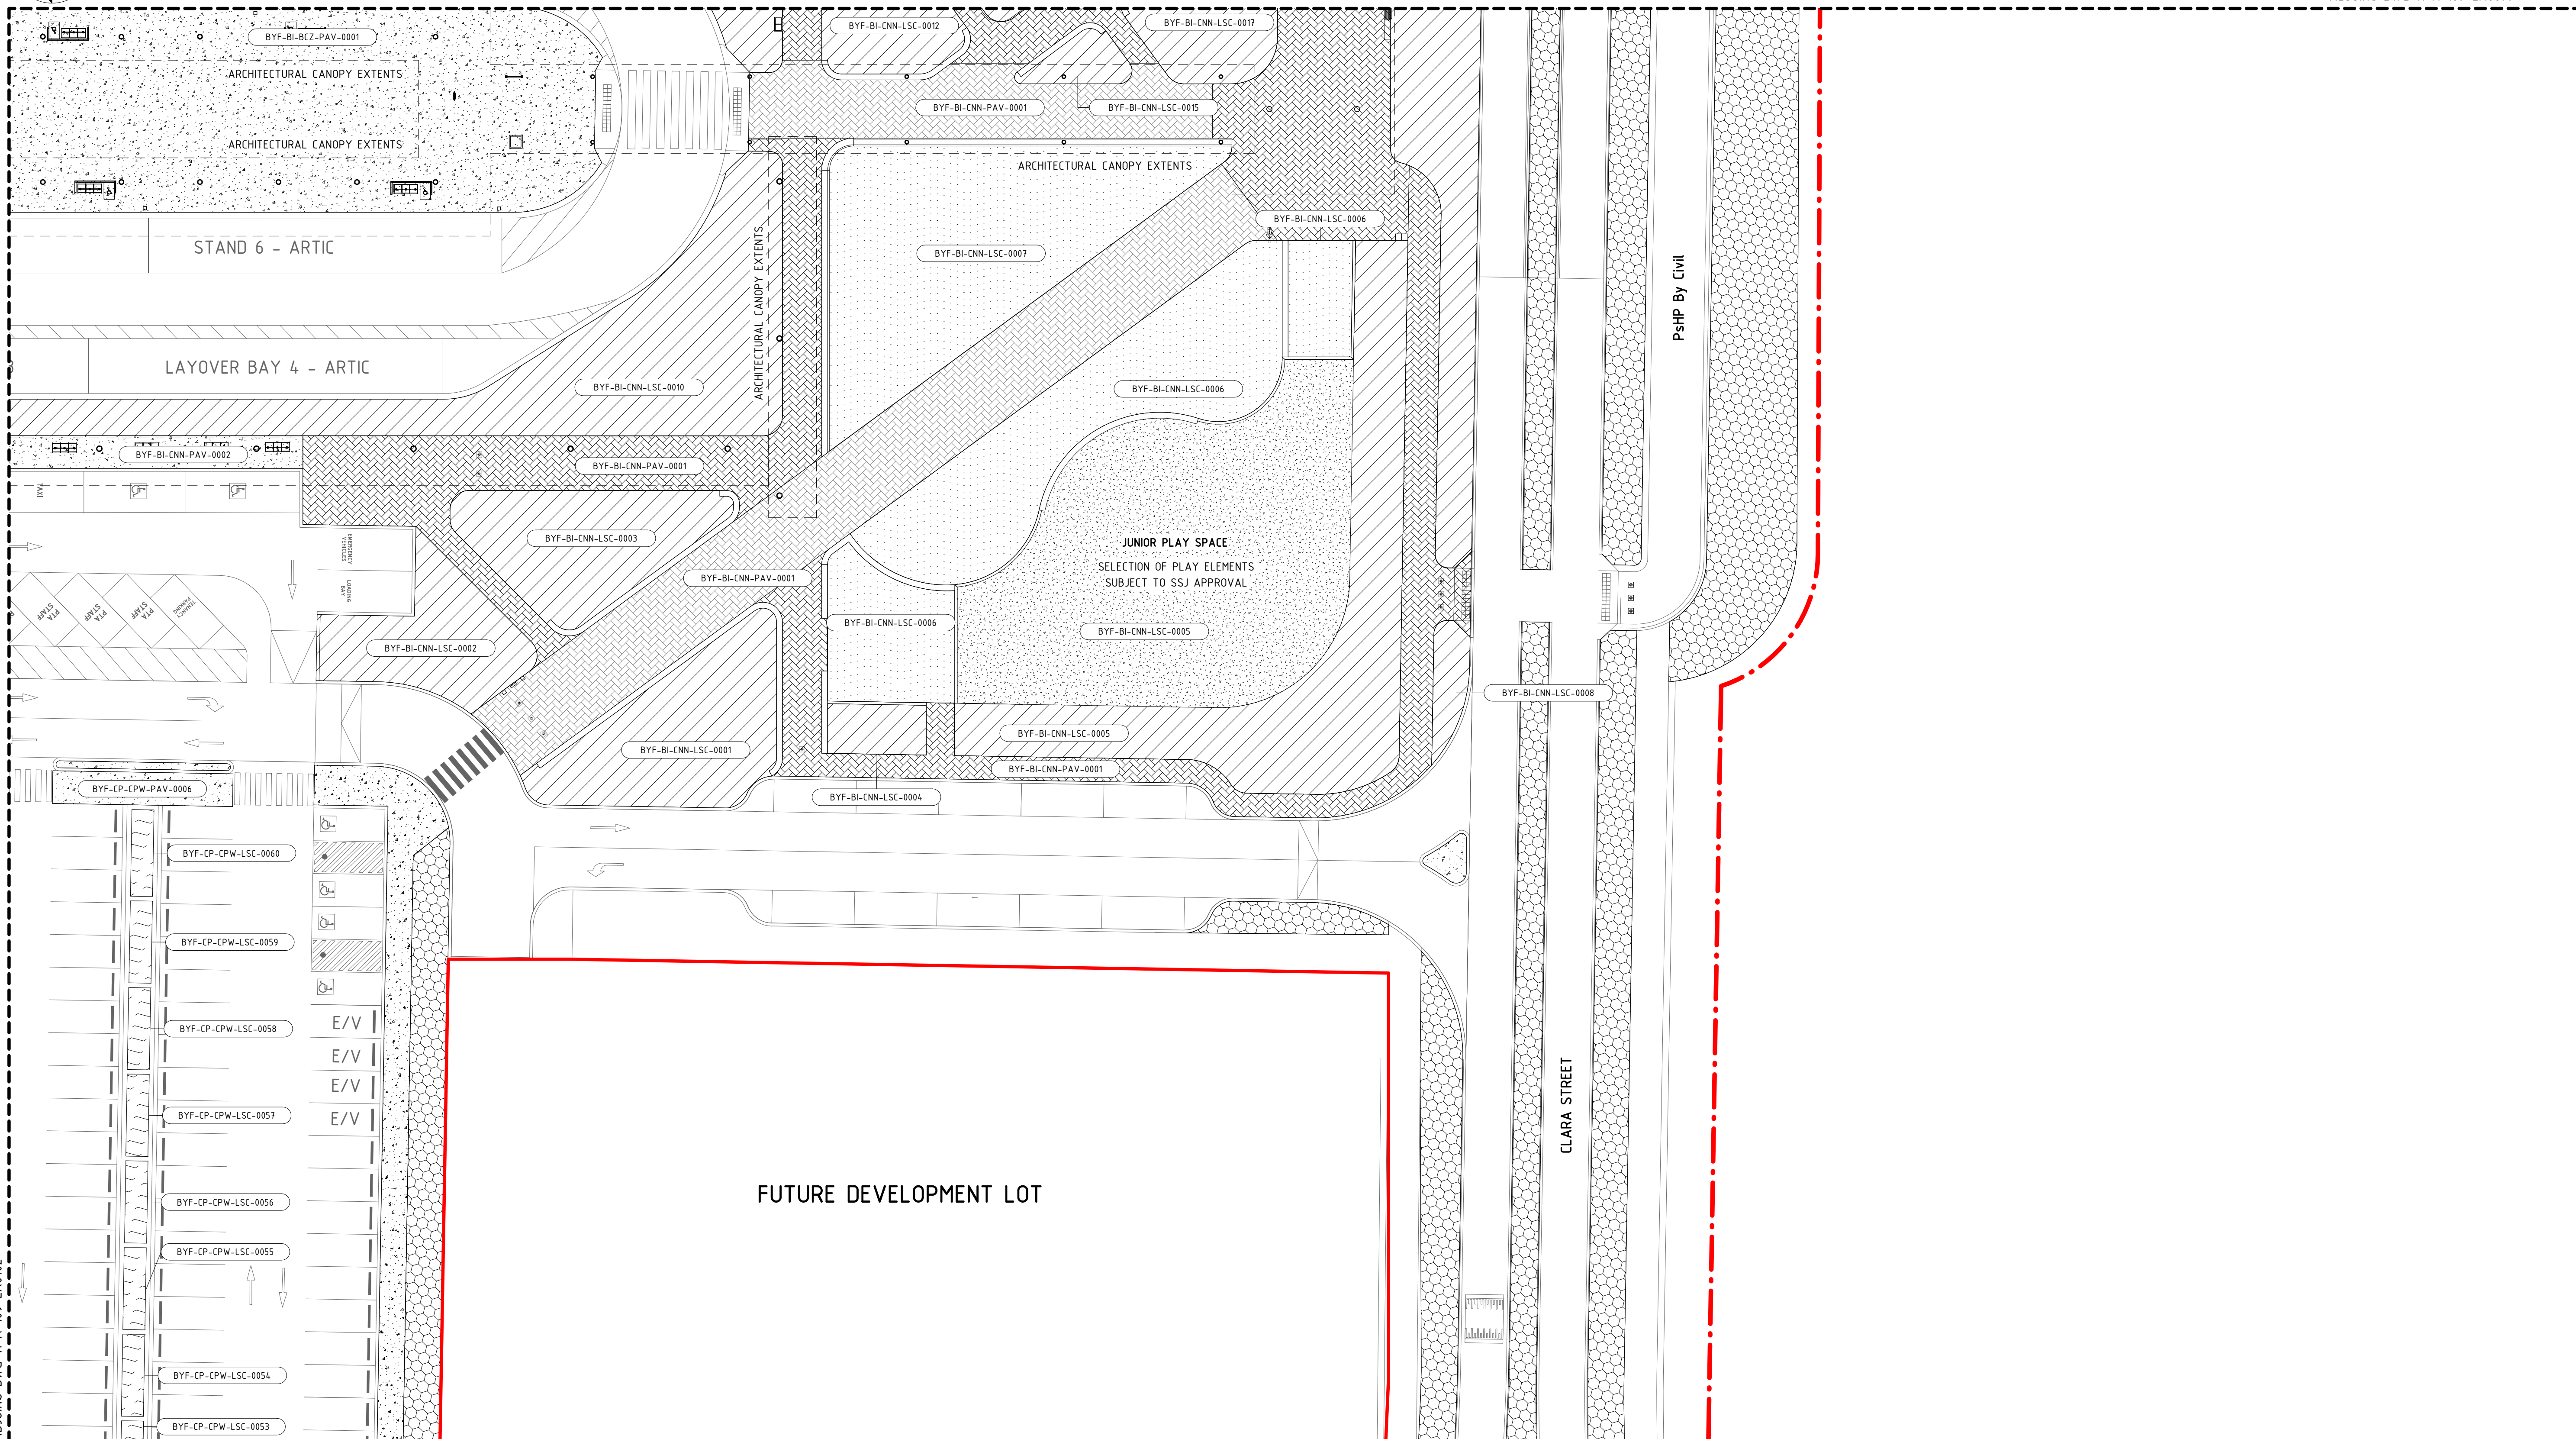 BYF-BI-BCZ-PAV-0001
BYF-BI-CNN-LSC-0012
BYF-BI-CNN-LSC-0017
ARCHITECTURAL CANOPY EXTENTS
BYF-BI-CNN-PAV-0001
BYF-BI-CNN-LSC-0015
ARCHITECTURAL CANOPY EXTENTS
ARCHITECTURAL CANOPY EXTENTS
BYF-BI-CNN-LSC-0006
STAND 6 - ARTIC
BYF-BI-CNN-LSC-0007
PsHP By Civil
ARCHITECTURAL CANOPY EXTENTS
LAYOVER BAY 4 - ARTIC
BYF-BI-CNN-LSC-0010
BYF-BI-CNN-LSC-0006
BYF-BI-CNN-PAV-0002
BYF-BI-CNN-PAV-0001
TAXI
BYF-BI-CNN-LSC-0003
EMERGENCY
VEHICLES
JUNIOR PLAY SPACE
SELECTION OF PLAY ELEMENTS
SUBJECT TO SSJ APPROVAL
LOADING
BAY
BYF-BI-CNN-PAV-0001
PTA
STAFF
PTA
STAFF
PTA
STAFF
TENANCY
PARKING
BYF-BI-CNN-LSC-0006
BYF-BI-CNN-LSC-0005
BYF-BI-CNN-LSC-0002
BYF-BI-CNN-LSC-0008
BYF-BI-CNN-LSC-0005
BYF-BI-CNN-LSC-0001
BYF-BI-CNN-PAV-0001
BYF-CP-CPW-PAV-0006
BYF-BI-CNN-LSC-0004
BYF-CP-CPW-LSC-0060
BYF-CP-CPW-LSC-0059
BYF-CP-CPW-LSC-0058
E/V
E/V
E/V
E/V
BYF-CP-CPW-LSC-0057
CLARA STREET
FUTURE DEVELOPMENT LOT
BYF-CP-CPW-LSC-0056
BYF-CP-CPW-LSC-0055
BYF-CP-CPW-LSC-0054
BYF-CP-CPW-LSC-0053